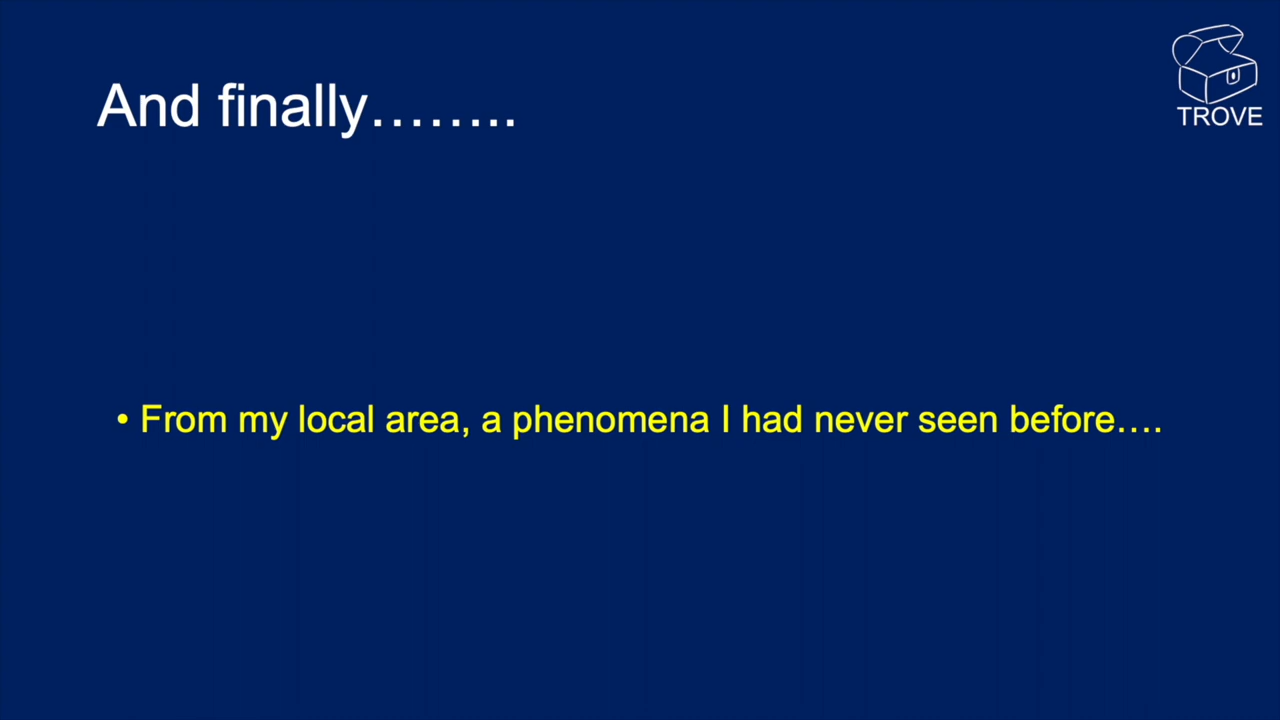 And finally……..
TROVE
• From my local area, a phenomena I had never seen before….